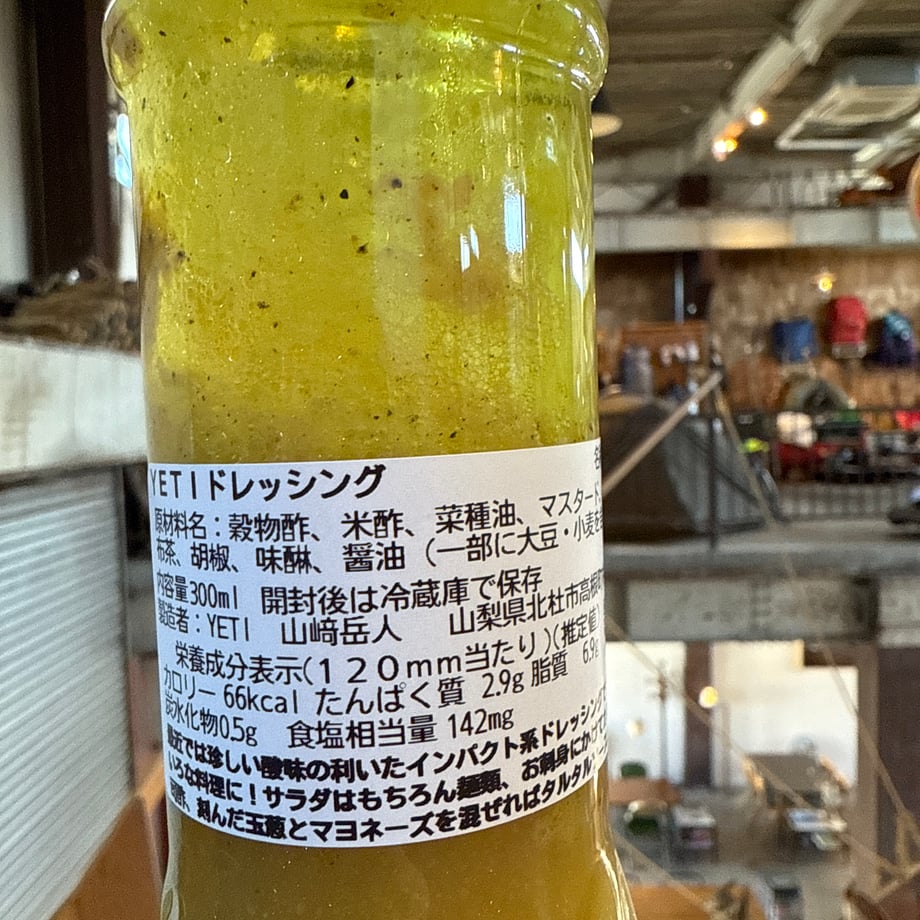 YETIドレッシング
原材料名：穀物酢、米酢、菜種油、マスタード、
布茶、胡椒、味醂、醤油（一部に大豆・小麦を
内容量300ml 開封後は冷蔵庫で保存
製造者：YETI 山﨑岳人 山梨県北杜市高根町
栄養成分表示(120mm当たり)(推定値)
カロリー 66kcal たんぱく質 2.9g 脂質 6.9g
炭水化物0.5g 食塩相当量 142mg
最近では珍しい酸味の利いたインパクト系ドレッシング
いろな料理に！サラダはもちろん麺類、お刺身にか
刻んだ玉葱とマヨネーズを混ぜればタルタル